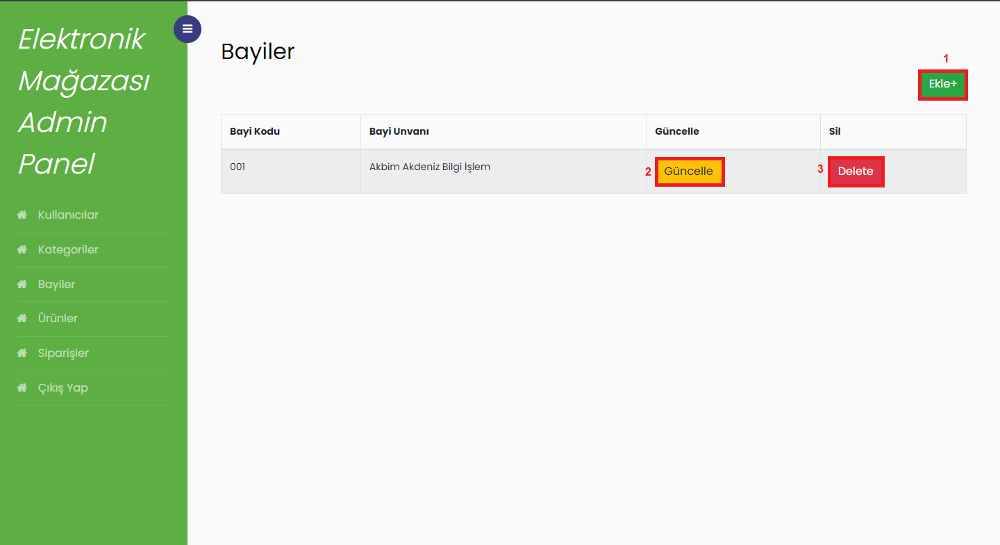 Elektronik
Mağazası
Admin
Panel
Kullanıcılar
Kategoriler
Bayiler
Ürünler
Siparişler
Çıkış Yap
Bayiler
1
Ekle+
Bayi Kodu Bayi Unvanı Güncelle Sil
001 Akbim Akdeniz Bilgi İşlem 2 Güncelle 3 Delete